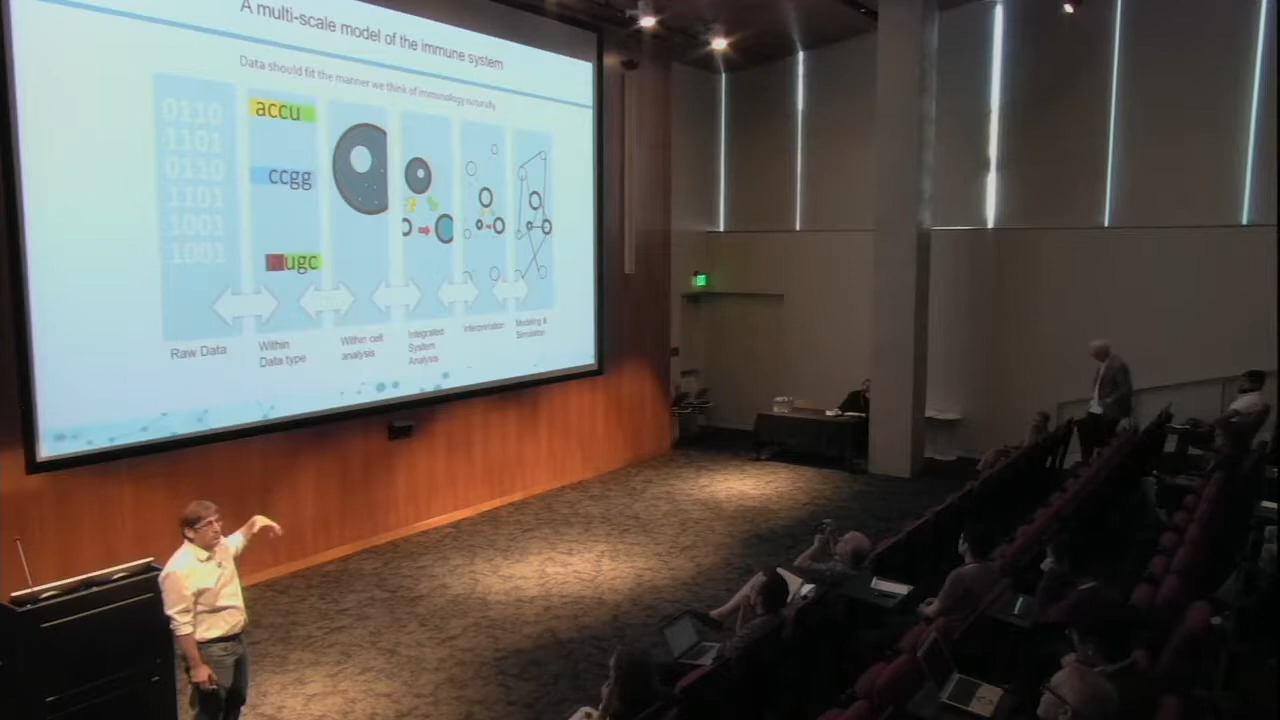 A multi-scale model of the immune system
Data should fit the manner we think of immunology naturally
0110
1101
0110
1101
1001
1001
accu
ccgg
ugc
Raw Data
Within
Data type
Within cell
analysis
Integrated
System
Analysis
Interpretation
Modeling &
Simulation